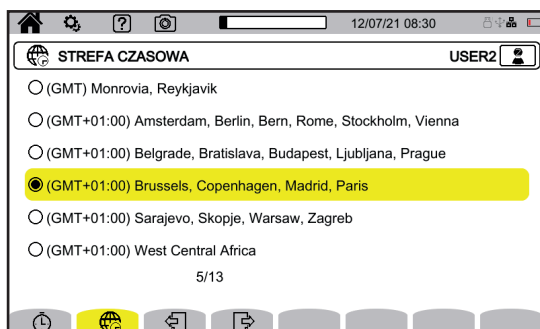 12/07/21 08:30
STREFA CZASOWA USER2
(GMT) Monrovia, Reykjavik
(GMT+01:00) Amsterdam, Berlin, Bern, Rome, Stockholm, Vienna
(GMT+01:00) Belgrade, Bratislava, Budapest, Ljubljana, Prague
(GMT+01:00) Brussels, Copenhagen, Madrid, Paris
(GMT+01:00) Sarajevo, Skopje, Warsaw, Zagreb
(GMT+01:00) West Central Africa
5/13